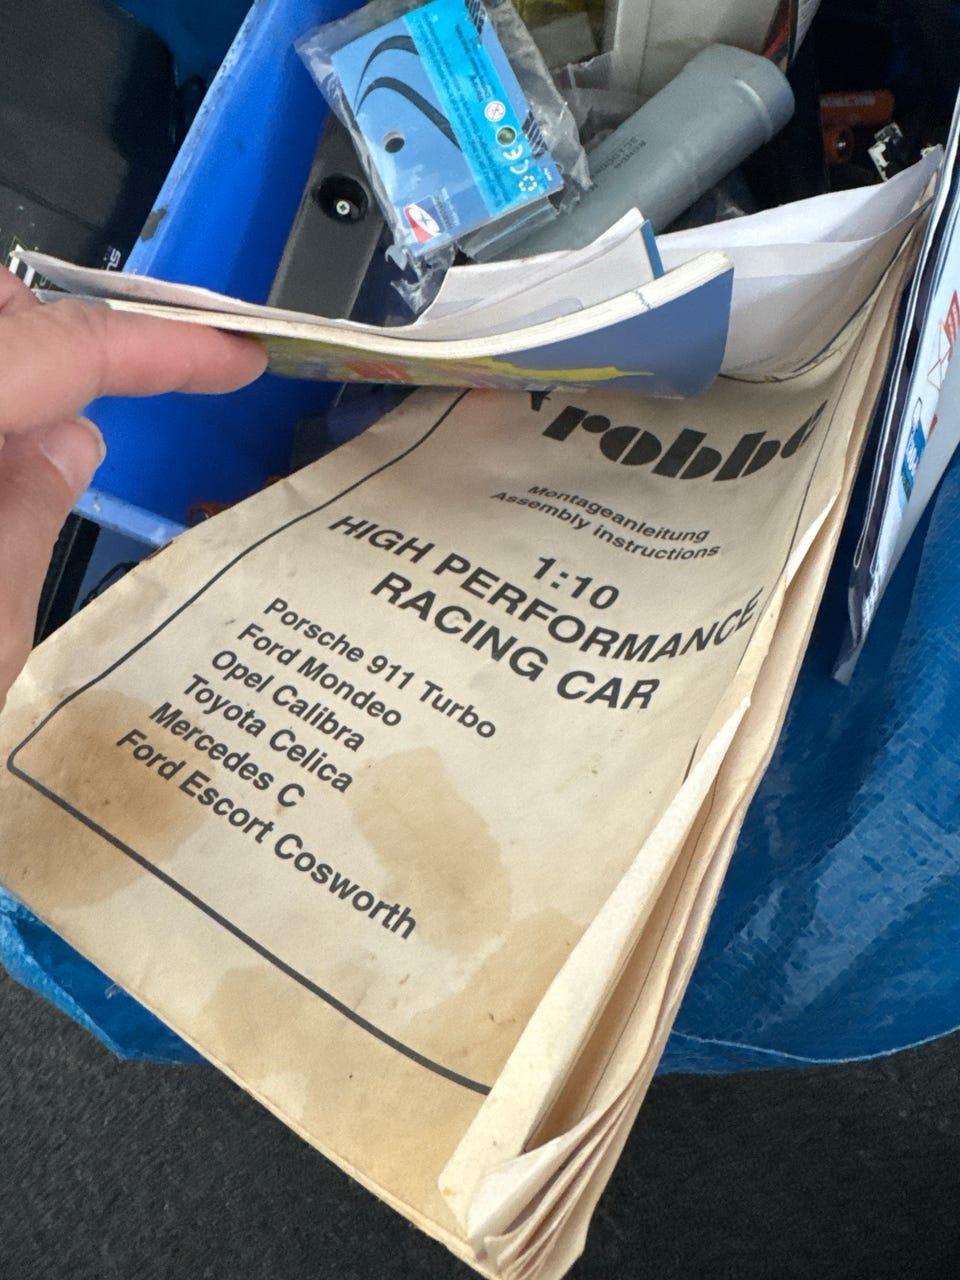 robbe
Montageanleitung
Assembly instructions
1:10
HIGH PERFORMANCE
RACING CAR
Porsche 911 Turbo
Ford Mondeo
Opel Calibra
Toyota Celica
Mercedes C
Ford Escort Cosworth